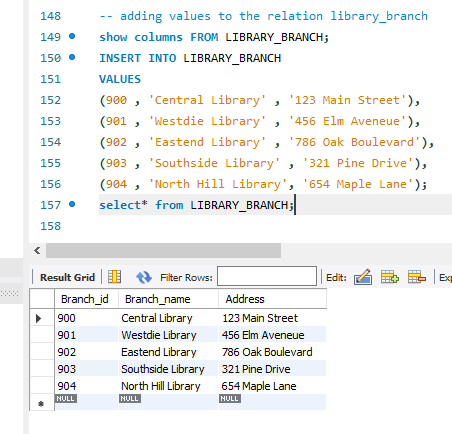 148 -- adding values to the relation library_branch
149 show columns FROM LIBRARY_BRANCH;
150 INSERT INTO LIBRARY_BRANCH
151 VALUES
152 (900 , 'Central Library' , '123 Main Street'),
153 (901 , 'Westdie Library' , '456 Elm Aveneue'),
154 (902 , 'Eastend Library' , '786 Oak Boulevard'),
155 (903 , 'Southside Library' , '321 Pine Drive'),
156 (904 , 'North Hill Library', '654 Maple Lane');
157 select* from LIBRARY_BRANCH;
158
Result Grid Filter Rows: Edit:
Branch_id Branch_name Address
900 Central Library 123 Main Street
901 Westdie Library 456 Elm Aveneue
902 Eastend Library 786 Oak Boulevard
903 Southside Library 321 Pine Drive
904 North Hill Library 654 Maple Lane
NULL NULL NULL